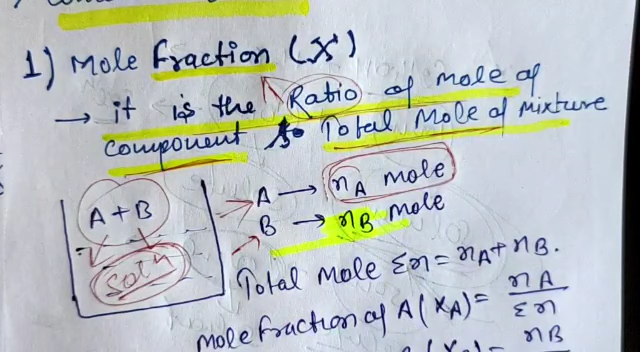 1) Mole Fraction (X)
→ it is the Ratio of mole of
component to Total Mole of mixture
A+B
Soln
A → nA mole
B → nB mole
Total Mole Σn = nA + nB.
Mole fraction of A (XA) = nA / Σn
(XB) = nB